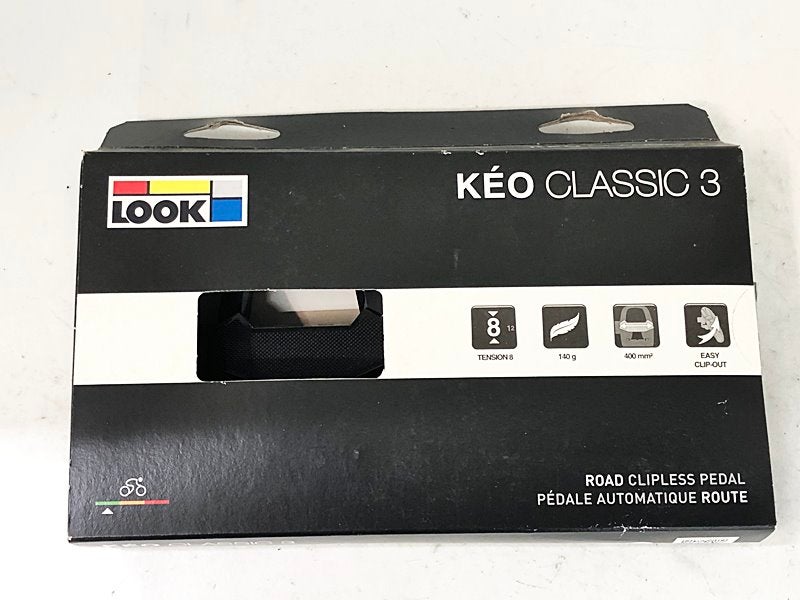 LOOK
KÉO CLASSIC 3
8 12
TENSION 8
140 g
400 mm²
EASY
CLIP-OUT
ROAD CLIPLESS PEDAL
PÉDALE AUTOMATIQUE ROUTE